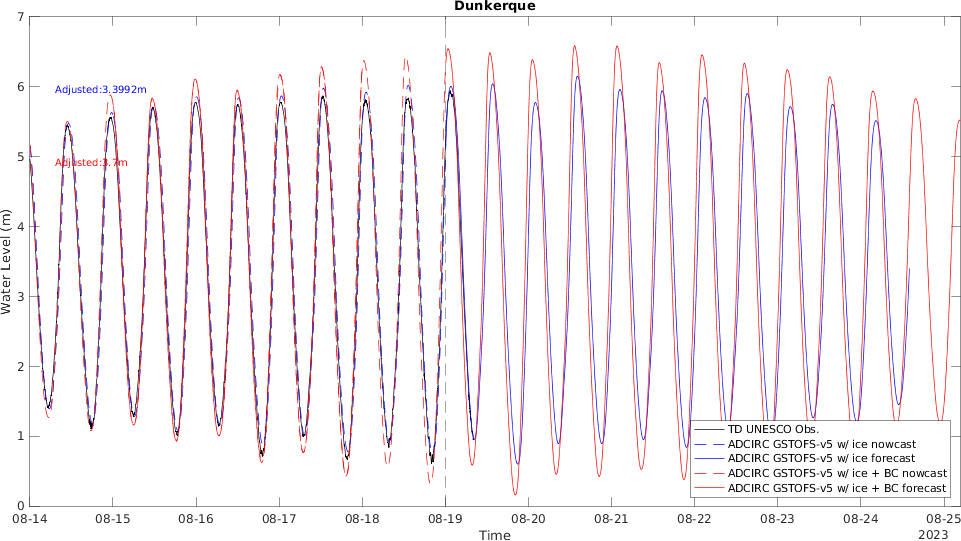 Dunkerque
7
6
5
4
3
2
1
0
Water Level (m)
Adjusted:3.3992m
Adjusted:3.7m
TD UNESCO Obs.
ADCIRC GSTOFS-v5 w/ ice nowcast
ADCIRC GSTOFS-v5 w/ ice forecast
ADCIRC GSTOFS-v5 w/ ice + BC nowcast
ADCIRC GSTOFS-v5 w/ ice + BC forecast
08-14 08-15 08-16 08-17 08-18 08-19 08-20 08-21 08-22 08-23 08-24 08-25
Time
2023